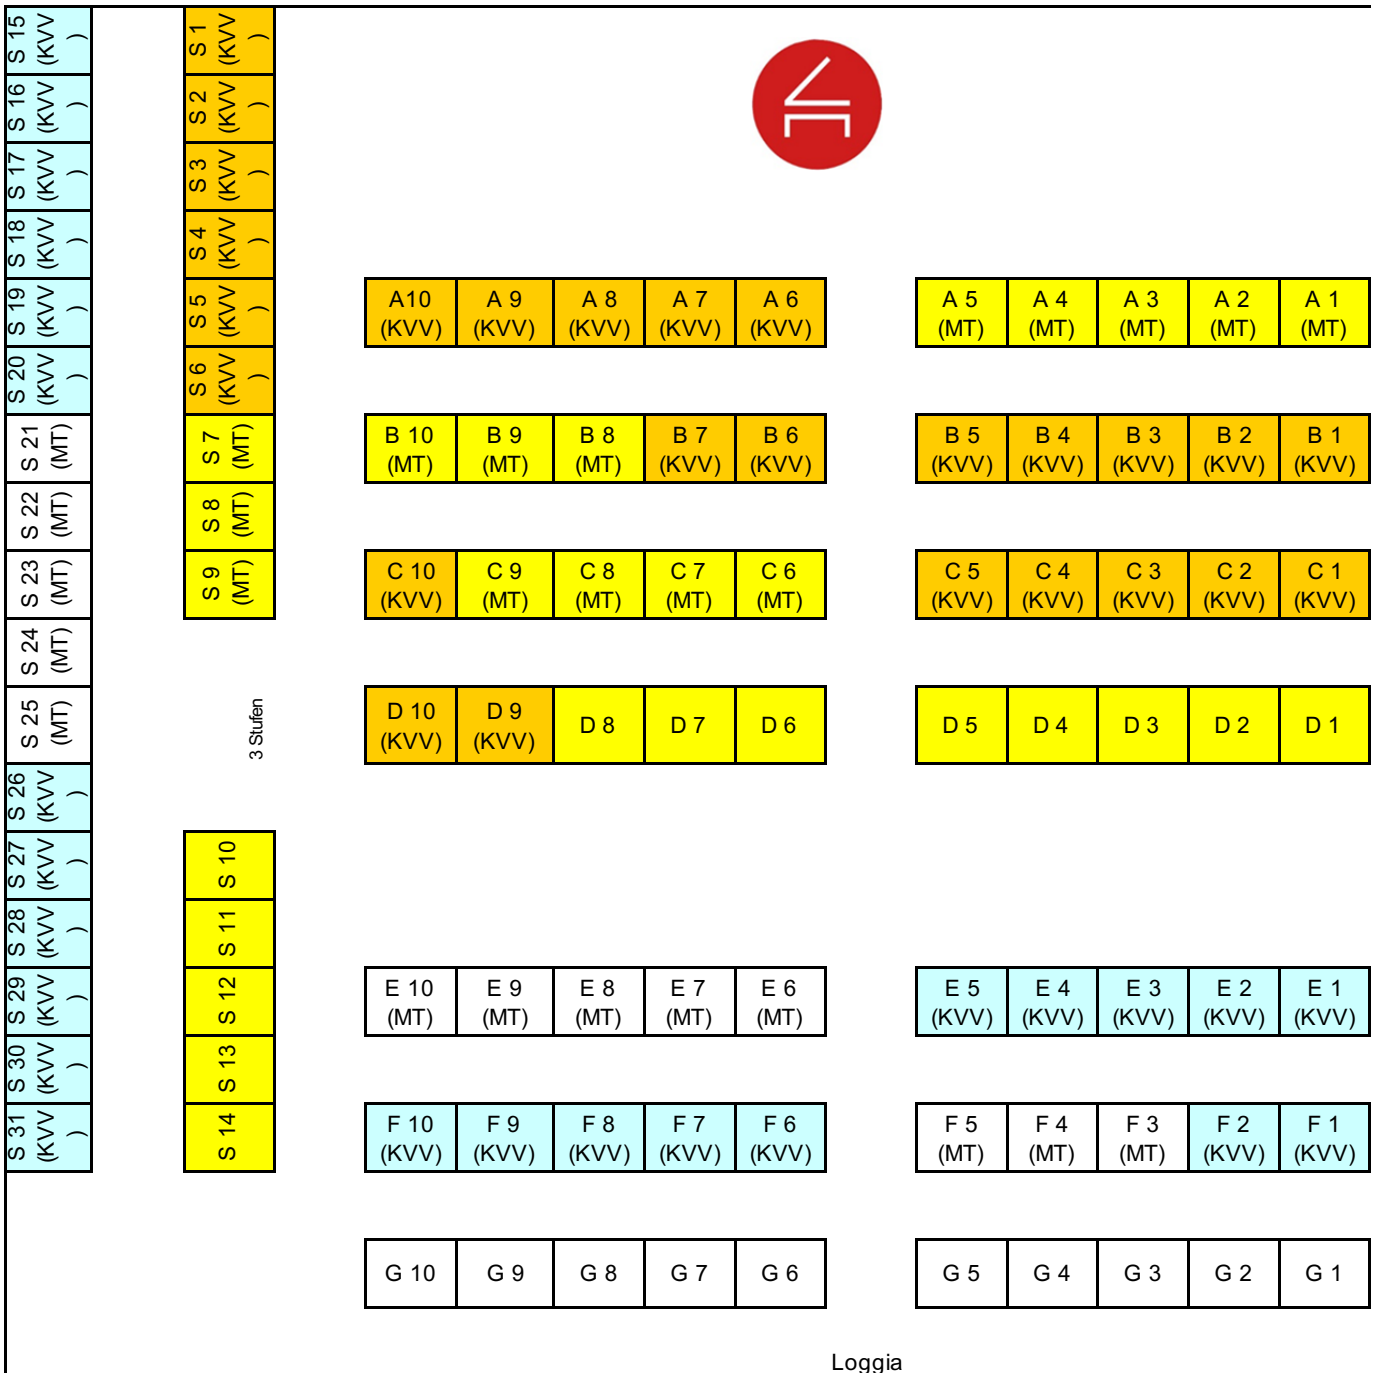 S 15
(KVV
)
S 16
(KVV
)
S 17
(KVV
)
S 18
(KVV
)
S 19
(KVV
)
S 20
(KVV
)
S 21
(MT)
S 22
(MT)
S 23
(MT)
S 24
(MT)
S 25
(MT)
S 26
(KVV
)
S 27
(KVV
)
S 28
(KVV
)
S 29
(KVV
)
S 30
(KVV
)
S 31
(KVV
)
S 1
(KVV
)
S 2
(KVV
)
S 3
(KVV
)
S 4
(KVV
)
S 5
(KVV
)
S 6
(KVV
)
S 7
(MT)
S 8
(MT)
S 9
(MT)
3 Stufen
S 10
S 11
S 12
S 13
S 14
A10 A 9 A 8 A 7 A 6 A 5 A 4 A 3 A 2 A 1
(KVV) (KVV) (KVV) (KVV) (KVV) (MT) (MT) (MT) (MT) (MT)
B 10 B 9 B 8 B 7 B 6 B 5 B 4 B 3 B 2 B 1
(MT) (MT) (MT) (KVV) (KVV) (KVV) (KVV) (KVV) (KVV) (KVV)
C 10 C 9 C 8 C 7 C 6 C 5 C 4 C 3 C 2 C 1
(KVV) (MT) (MT) (MT) (MT) (KVV) (KVV) (KVV) (KVV) (KVV)
D 10 D 9 D 8 D 7 D 6 D 5 D 4 D 3 D 2 D 1
(KVV) (KVV)
E 10 E 9 E 8 E 7 E 6 E 5 E 4 E 3 E 2 E 1
(MT) (MT) (MT) (MT) (MT) (KVV) (KVV) (KVV) (KVV) (KVV)
F 10 F 9 F 8 F 7 F 6 F 5 F 4 F 3 F 2 F 1
(KVV) (KVV) (KVV) (KVV) (KVV) (MT) (MT) (MT) (KVV) (KVV)
G 10 G 9 G 8 G 7 G 6 G 5 G 4 G 3 G 2 G 1
Loggia